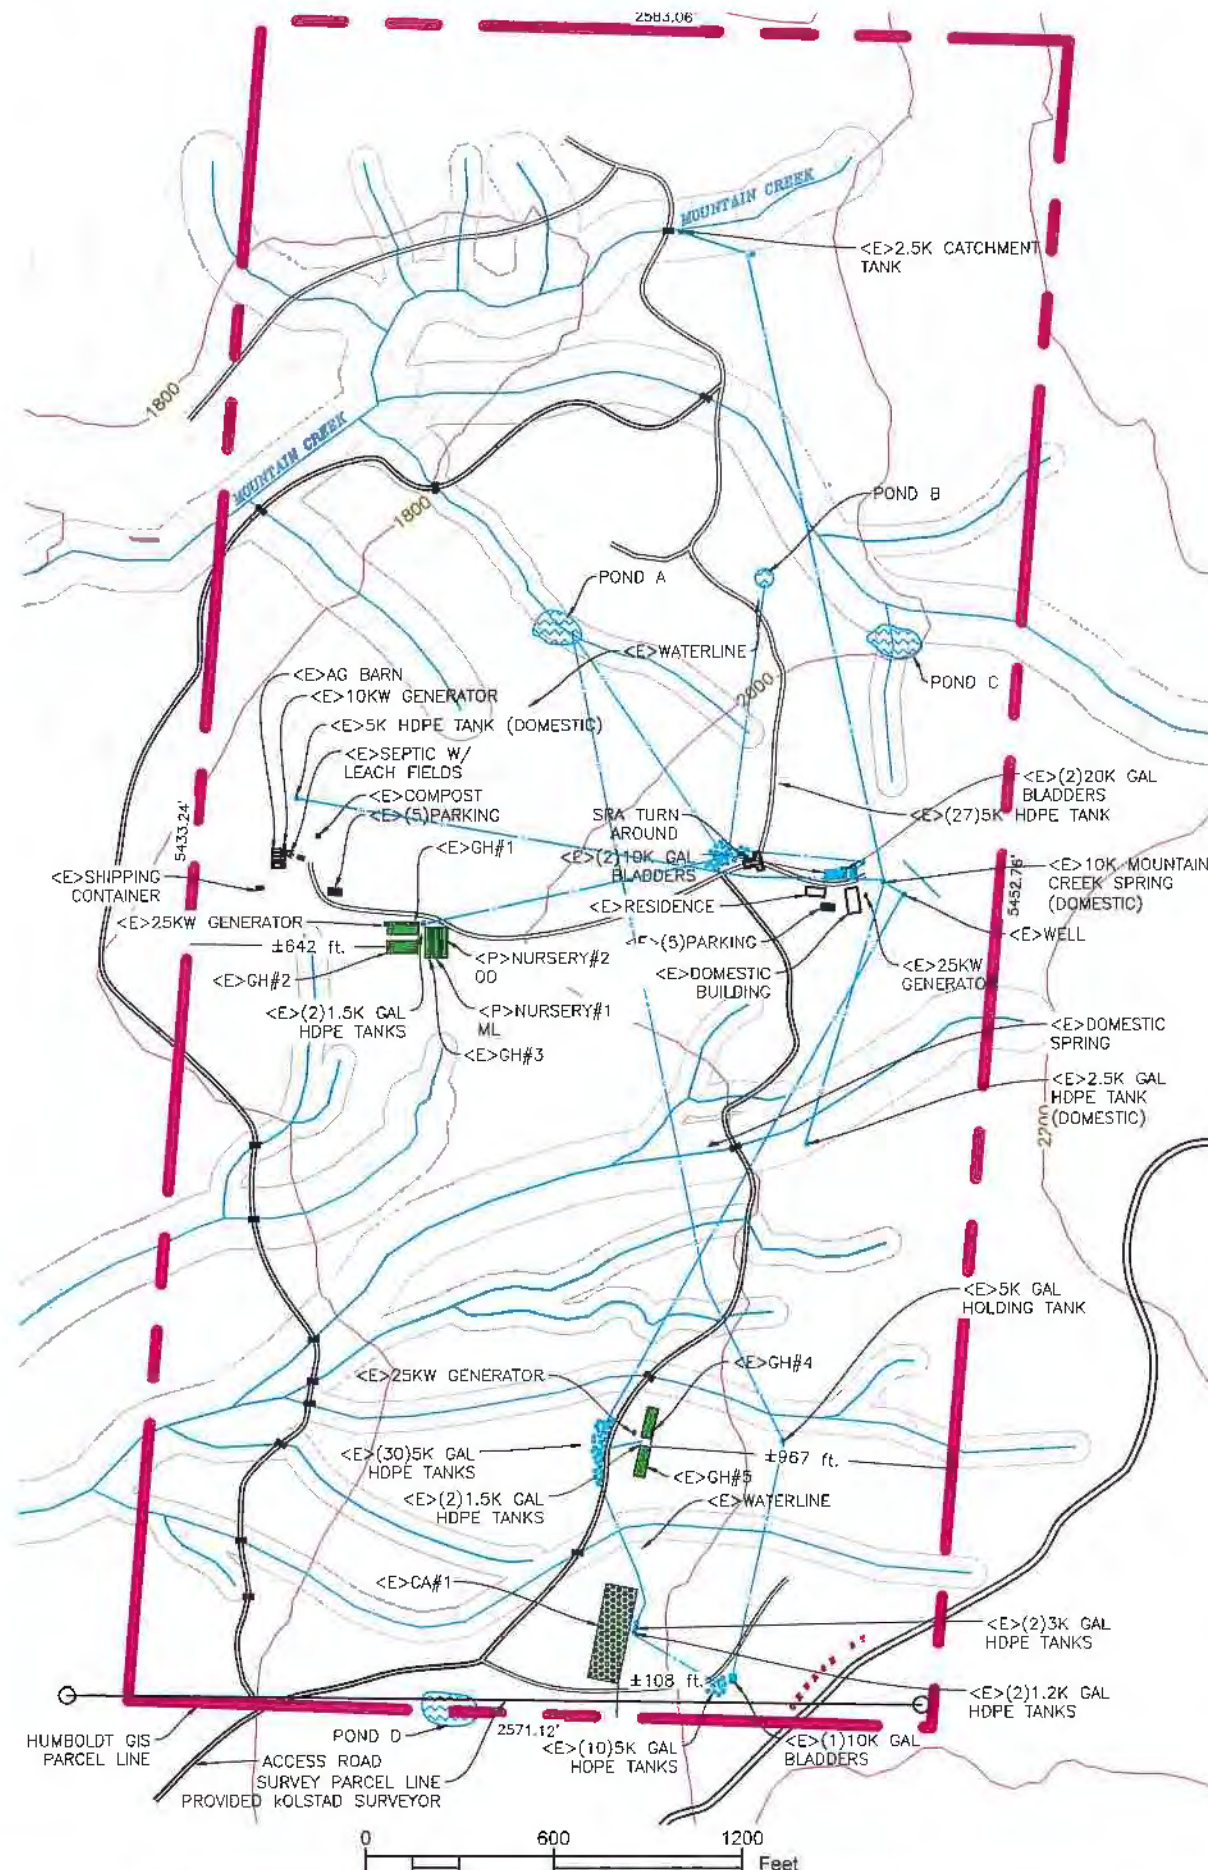 2583.06'
MOUNTAIN CREEK
<E>2.5K CATCHMENT
TANK
1800
MOUNTAIN CREEK
1800
POND B
POND A
<E>WATERLINE
2000
POND C
<E>AG BARN
<E>10KW GENERATOR
<E>5K HDPE TANK (DOMESTIC)
<E>SEPTIC W/
LEACH FIELDS
<E>COMPOST
<E>(5)PARKING
<E>GH#1
5433.24'
SRA TURN
AROUND
<E>(2)20K GAL
BLADDERS
<E>(27)5K HDPE TANK
<E>(2)10K GAL
BLADDERS
<E>SHIPPING
CONTAINER
<E>10K MOUNTAIN
CREEK SPRING
(DOMESTIC)
5452.76'
<E>RESIDENCE
<E>25KW GENERATOR
±642 ft.
<E>GH#2
<P>NURSERY#2
OO
<E>(5)PARKING
<E>WELL
<E>DOMESTIC
BUILDING
<E>25KW
GENERATOR
<E>(2)1.5K GAL
HDPE TANKS
<P>NURSERY#1
ML
<E>GH#3
<E>DOMESTIC
SPRING
<E>2.5K GAL
HDPE TANK
(DOMESTIC)
2200
<E>5K GAL
HOLDING TANK
<E>25KW GENERATOR
<E>GH#4
<E>(30)5K GAL
HDPE TANKS
±967 ft.
<E>GH#5
<E>(2)1.5K GAL
HDPE TANKS
<E>WATERLINE
<E>CA#1
<E>(2)3K GAL
HDPE TANKS
±108 ft.
<E>(2)1.2K GAL
HDPE TANKS
HUMBOLDT GIS
PARCEL LINE
POND D
2571.12'
<E>(10)5K GAL
HDPE TANKS
<E>(1)10K GAL
BLADDERS
ACCESS ROAD
SURVEY PARCEL LINE
PROVIDED KOLSTAD SURVEYOR
0 600 1200
Feet